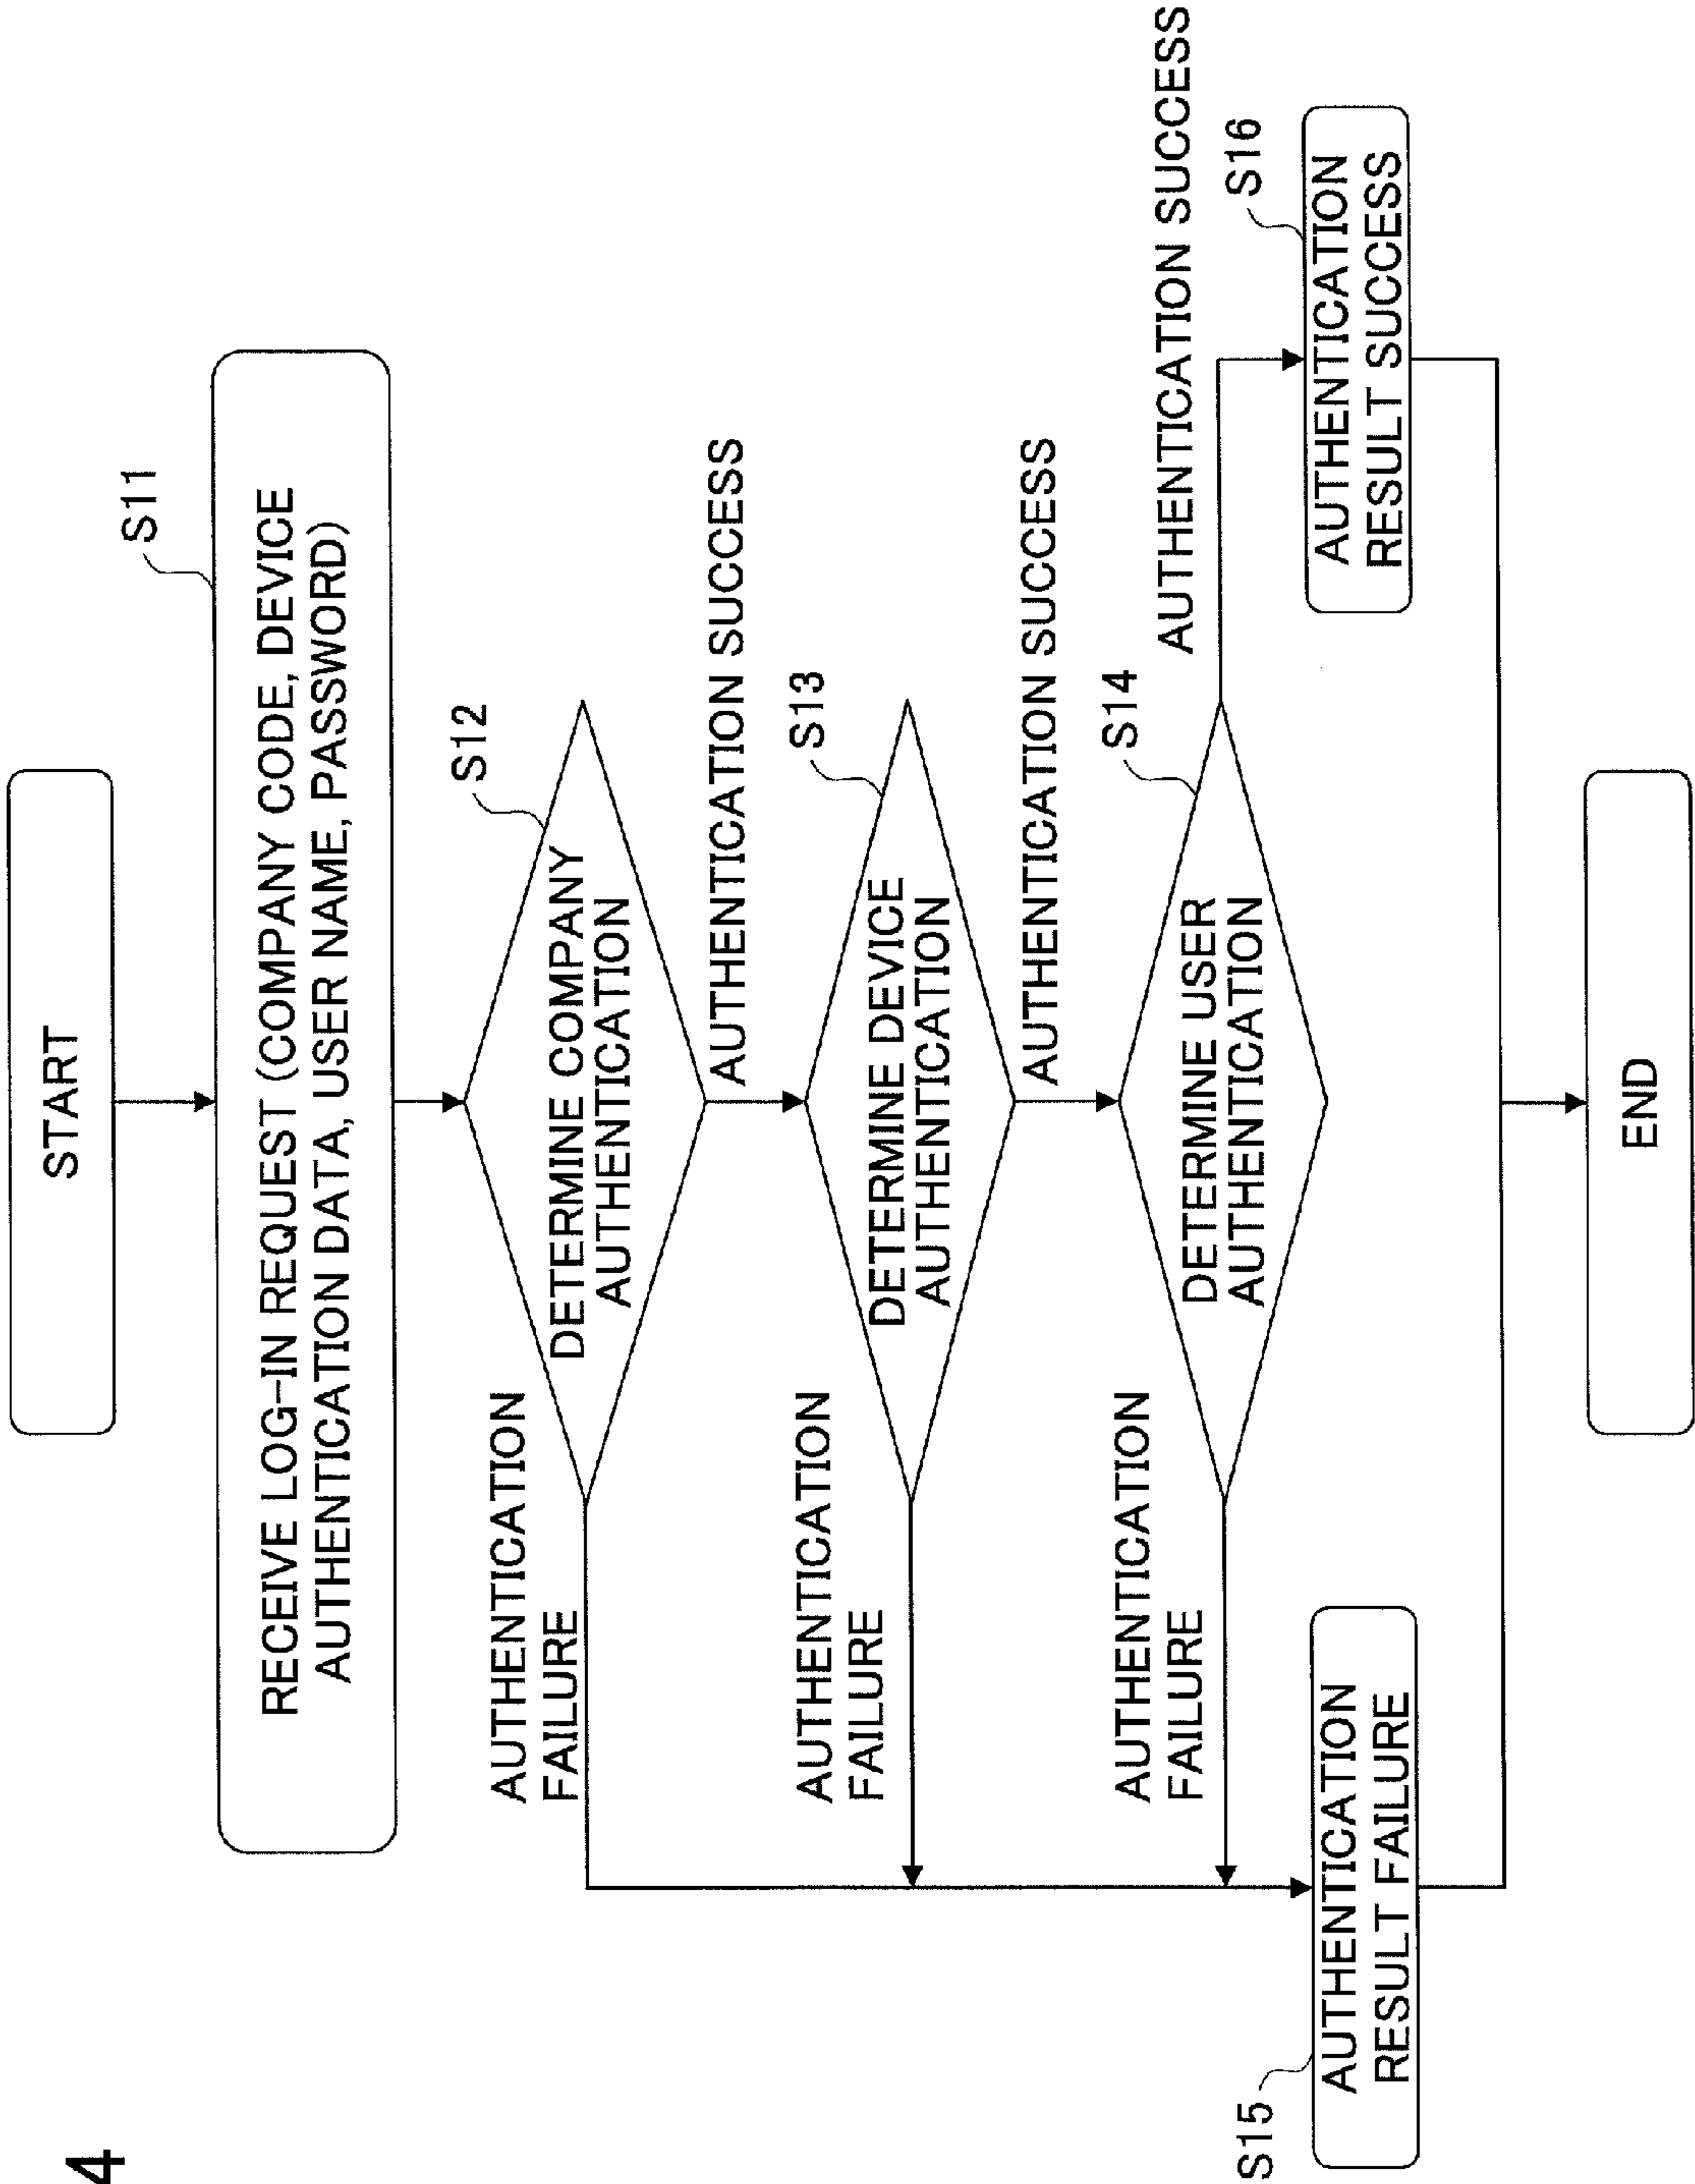 4
START
S11
RECEIVE LOG-IN REQUEST (COMPANY CODE, DEVICE
AUTHENTICATION DATA, USER NAME, PASSWORD)
S12
DETERMINE COMPANY
AUTHENTICATION
AUTHENTICATION
FAILURE
AUTHENTICATION SUCCESS
S13
DETERMINE DEVICE
AUTHENTICATION
AUTHENTICATION
FAILURE
AUTHENTICATION SUCCESS
S14
DETERMINE USER
AUTHENTICATION
AUTHENTICATION
FAILURE
AUTHENTICATION SUCCESS
S15
AUTHENTICATION
RESULT FAILURE
S16
AUTHENTICATION
RESULT SUCCESS
END